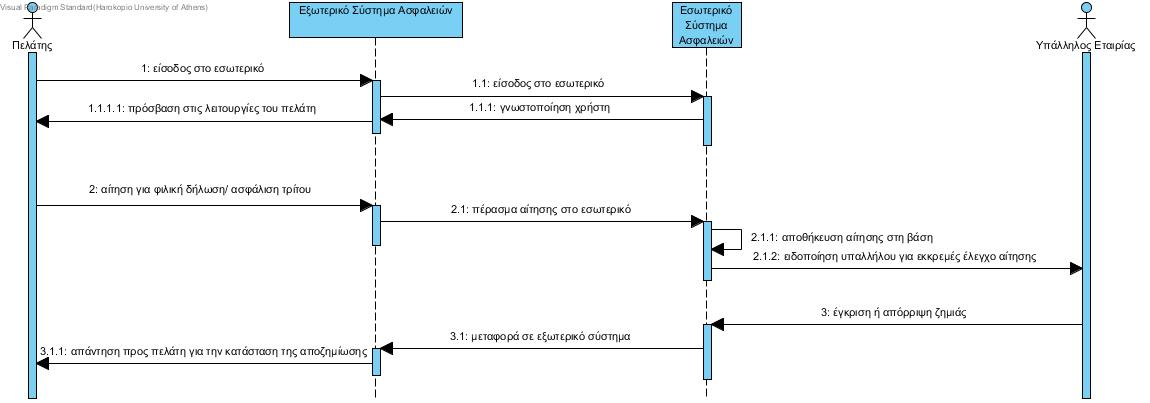 Visual Paradigm Standard(Harokopio University of Athens)
Πελάτης
Εξωτερικό Σύστημα Ασφαλειών
Εσωτερικό
Σύστημα
Ασφαλειών
Υπάλληλος Εταιρίας
1: είσοδος στο εσωτερικό
1.1: είσοδος στο εσωτερικό
1.1.1: γνωστοποίηση χρήστη
1.1.1.1: πρόσβαση στις λειτουργίες του πελάτη
2: αίτηση για φιλική δήλωση/ ασφάλιση τρίτου
2.1: πέρασμα αίτησης στο εσωτερικό
2.1.1: αποθήκευση αίτησης στη βάση
2.1.2: ειδοποίηση υπαλλήλου για εκκρεμές έλεγχο αίτησης
3: έγκριση ή απόρριψη ζημιάς
3.1: μεταφορά σε εξωτερικό σύστημα
3.1.1: απάντηση προς πελάτη για την κατάσταση της αποζημίωσης